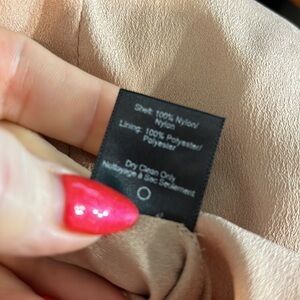 Shell: 100% Nylon/
Nylon
Lining: 100% Polyester/
Polyester
Dry Clean Only
Nettoyage à Sec Seulement